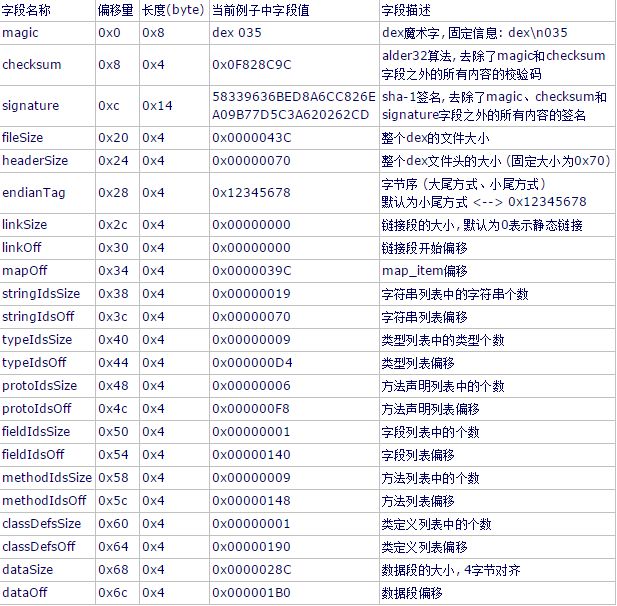 字段名称 偏移量 长度(byte) 当前例子中字段值 字段描述
magic 0x0 0x8 dex 035 dex魔术字, 固定信息: dex\n035
checksum 0x8 0x4 0x0F828C9C alder32算法, 去除了magic和checksum
字段之外的所有内容的校验码
signature 0xc 0x14 58339636BED8A6CC826E
A09B77D5C3A620262CD sha-1签名, 去除了magic、checksum和
signature字段之外的所有内容的签名
fileSize 0x20 0x4 0x0000043C 整个dex的文件大小
headerSize 0x24 0x4 0x00000070 整个dex文件头的大小 (固定大小为0x70)
endianTag 0x28 0x4 0x12345678 字节序 (大尾方式、小尾方式)
默认为小尾方式 <--> 0x12345678
linkSize 0x2c 0x4 0x00000000 链接段的大小, 默认为0表示静态链接
linkOff 0x30 0x4 0x00000000 链接段开始偏移
mapOff 0x34 0x4 0x0000039C map_item偏移
stringIdsSize 0x38 0x4 0x00000019 字符串列表中的字符串个数
stringIdsOff 0x3c 0x4 0x00000070 字符串列表偏移
typeIdsSize 0x40 0x4 0x00000009 类型列表中的类型个数
typeIdsOff 0x44 0x4 0x000000D4 类型列表偏移
protoIdsSize 0x48 0x4 0x00000006 方法声明列表中的个数
protoIdsOff 0x4c 0x4 0x000000F8 方法声明列表偏移
fieldIdsSize 0x50 0x4 0x00000001 字段列表中的个数
fieldIdsOff 0x54 0x4 0x00000140 字段列表偏移
methodIdsSize 0x58 0x4 0x00000009 方法列表中的个数
methodIdsOff 0x5c 0x4 0x00000148 方法列表偏移
classDefsSize 0x60 0x4 0x00000001 类定义列表中的个数
classDefsOff 0x64 0x4 0x00000190 类定义列表偏移
dataSize 0x68 0x4 0x0000028C 数据段的大小, 4字节对齐
dataOff 0x6c 0x4 0x000001B0 数据段偏移